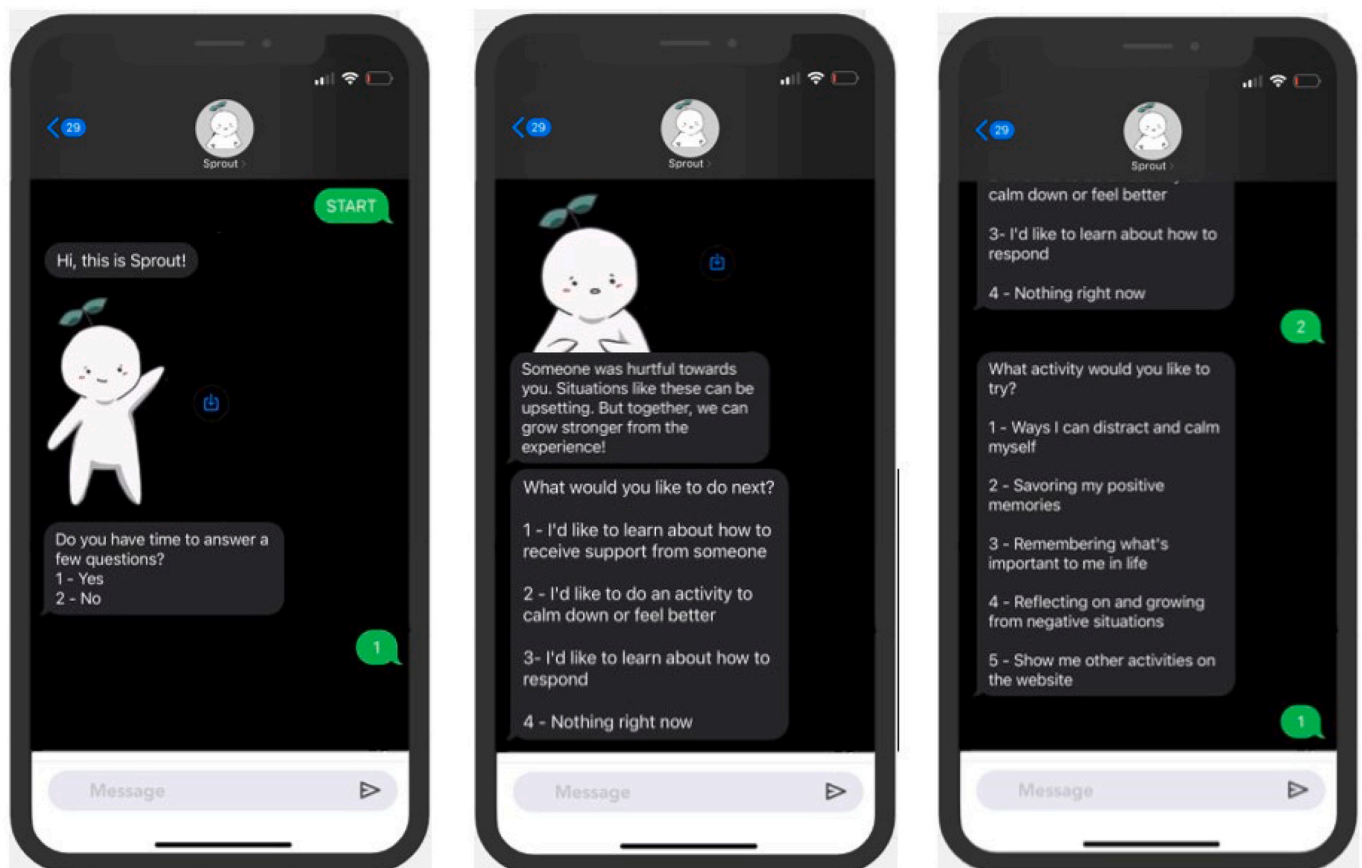 29
Sprout
START
Hi, this is Sprout!
Do you have time to answer a
few questions?
1 - Yes
2 - No
1
Message
29
Sprout
Someone was hurtful towards
you. Situations like these can be
upsetting. But together, we can
grow stronger from the
experience!
What would you like to do next?
1 - I'd like to learn about how to
receive support from someone
2 - I'd like to do an activity to
calm down or feel better
3- I'd like to learn about how to
respond
4 - Nothing right now
Message
29
Sprout
calm down or feel better
3- I'd like to learn about how to
respond
4 - Nothing right now
2
What activity would you like to
try?
1 - Ways I can distract and calm
myself
2 - Savoring my positive
memories
3 - Remembering what's
important to me in life
4 - Reflecting on and growing
from negative situations
5 - Show me other activities on
the website
1
Message